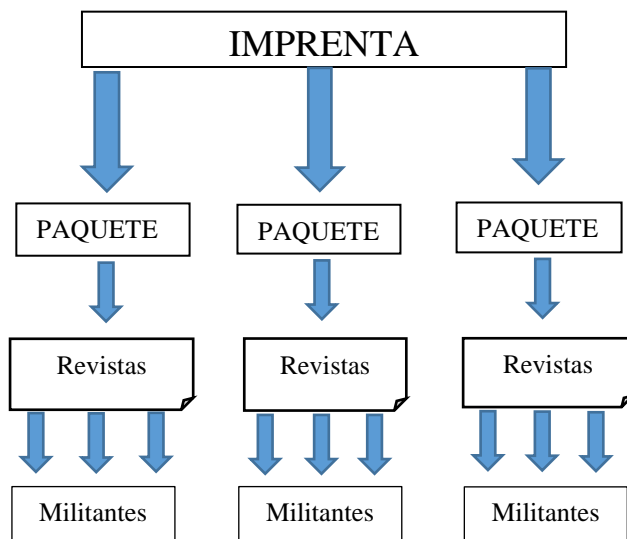 IMPRENTA
PAQUETE
PAQUETE
PAQUETE
Revistas
Revistas
Revistas
Militantes
Militantes
Militantes